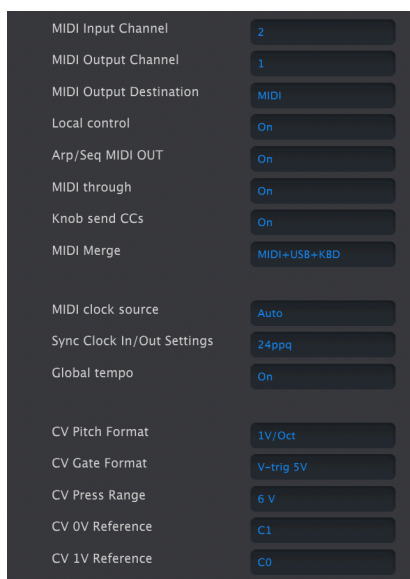 MIDI Input Channel 2
MIDI Output Channel 1
MIDI Output Destination MIDI
Local control On
Arp/Seq MIDI OUT On
MIDI through On
Knob send CCs On
MIDI Merge MIDI+USB+KBD
MIDI clock source Auto
Sync Clock In/Out Settings 24ppq
Global tempo On
CV Pitch Format 1V/Oct
CV Gate Format V-trig 5V
CV Press Range 6 V
CV 0V Reference C1
CV 1V Reference C0